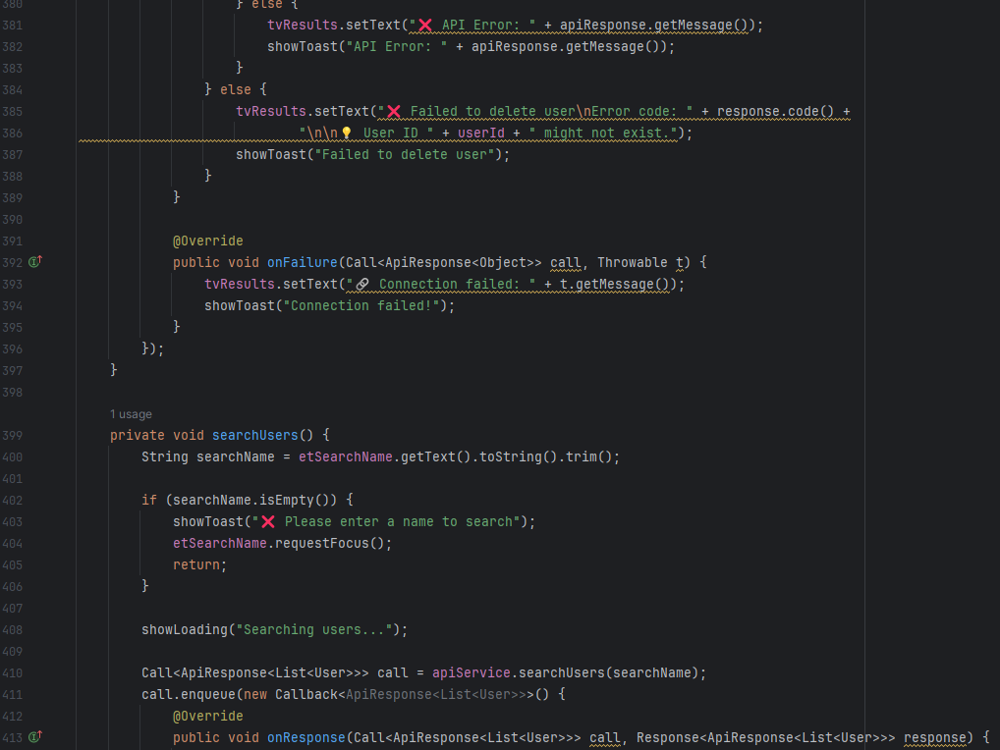 380 } else {
381 tvResults.setText("❌ API Error: " + apiResponse.getMessage());
382 showToast("API Error: " + apiResponse.getMessage());
383 }
384 } else {
385 tvResults.setText("❌ Failed to delete user\nError code: " + response.code() +
386 "\n\n💡 User ID " + userId + " might not exist.");
387 showToast("Failed to delete user");
388 }
389 }
390
391 @Override
392 public void onFailure(Call<ApiResponse<Object>> call, Throwable t) {
393 tvResults.setText("🔗 Connection failed: " + t.getMessage());
394 showToast("Connection failed!");
395 }
396 });
397 }
398
1 usage
399 private void searchUsers() {
400 String searchName = etSearchName.getText().toString().trim();
401
402 if (searchName.isEmpty()) {
403 showToast("❌ Please enter a name to search");
404 etSearchName.requestFocus();
405 return;
406 }
407
408 showLoading("Searching users...");
409
410 Call<ApiResponse<List<User>>> call = apiService.searchUsers(searchName);
411 call.enqueue(new Callback<ApiResponse<List<User>>>() {
412 @Override
413 public void onResponse(Call<ApiResponse<List<User>>> call, Response<ApiResponse<List<User>>> response) {